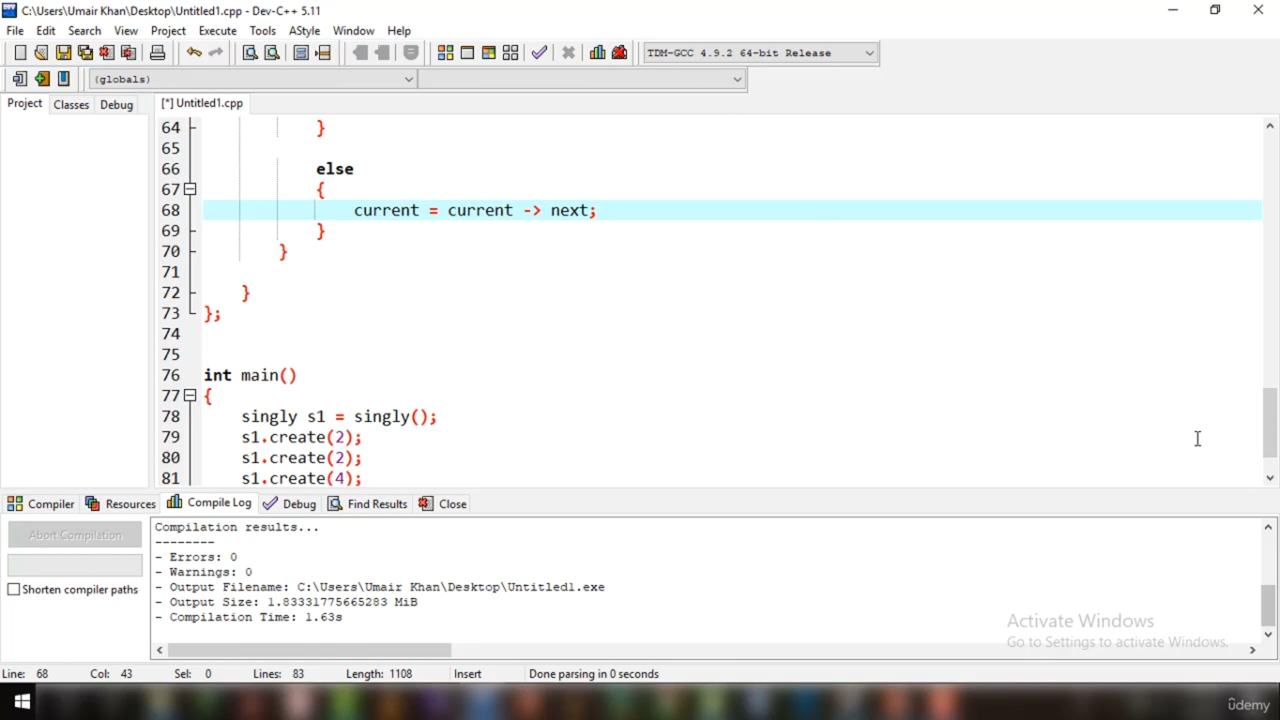 C:\Users\Umair Khan\Desktop\Untitled1.cpp - Dev-C++ 5.11
File Edit Search View Project Execute Tools AStyle Window Help
TDM-GCC 4.9.2 64-bit Release
(globals)
Project Classes Debug [*] Untitled1.cpp
64 }
65
66 else
67 {
68 current = current -> next;
69 }
70 }
71
72 }
73 };
74
75
76 int main()
77 {
78 singly s1 = singly();
79 s1.create(2);
80 s1.create(2);
81 s1.create(4);
Compiler Resources Compile Log Debug Find Results Close
Abort Compilation
Shorten compiler paths
Compilation results...
--------
- Errors: 0
- Warnings: 0
- Output Filename: C:\Users\Umair Khan\Desktop\Untitled1.exe
- Output Size: 1.83331775665283 MiB
- Compilation Time: 1.63s
Activate Windows
Go to Settings to activate Windows.
Line: 68 Col: 43 Sel: 0 Lines: 83 Length: 1108 Insert Done parsing in 0 seconds
ûdemy